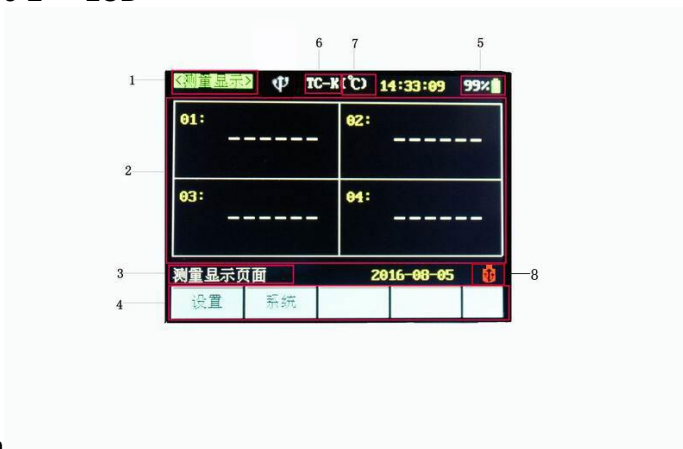 6 7 5
1 <测量显示> TC-K(℃) 14:33:09 99%
01: ------ 02: ------
2
03: ------ 04: ------
3 测量显示页面 2016-08-05 8
4 设置 系统